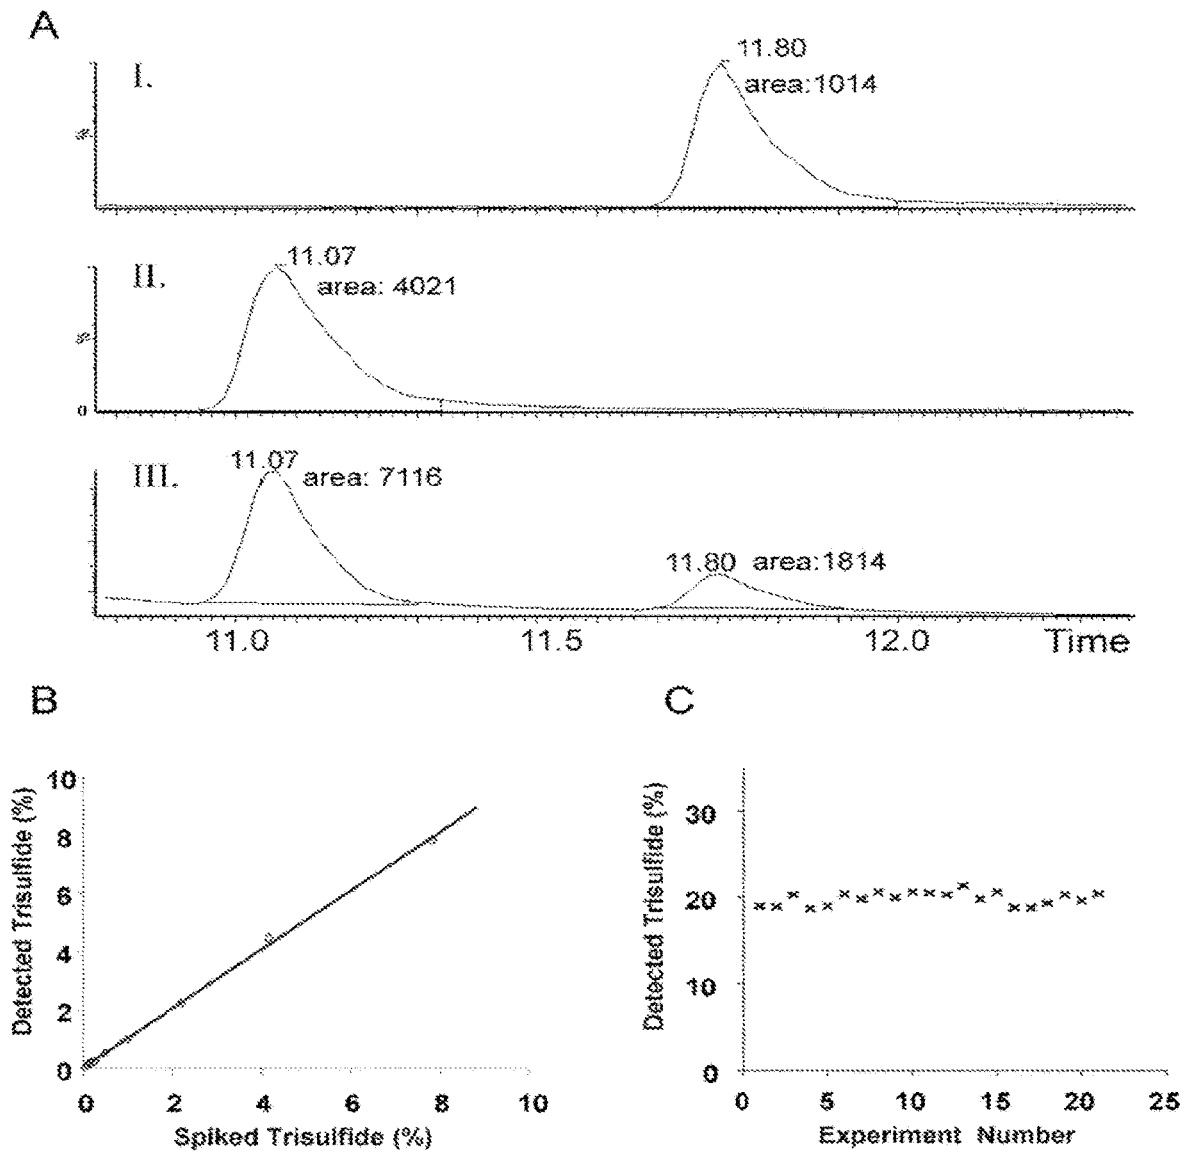 A
I.
11.80
area:1014
%
II.
11.07
area: 4021
%
0
III.
11.07
area: 7116
11.80 area:1814
11.0 11.5 12.0 Time
B
Detected Trisulfide (%)
10
8
6
4
2
0
0 2 4 6 8 10
Spiked Trisulfide (%)
C
Detected Trisulfide (%)
30
20
10
0
0 5 10 15 20 25
Experiment Number